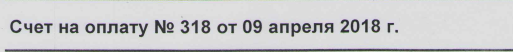 Счет на оплату № 318 от 09 апреля 2018 г.